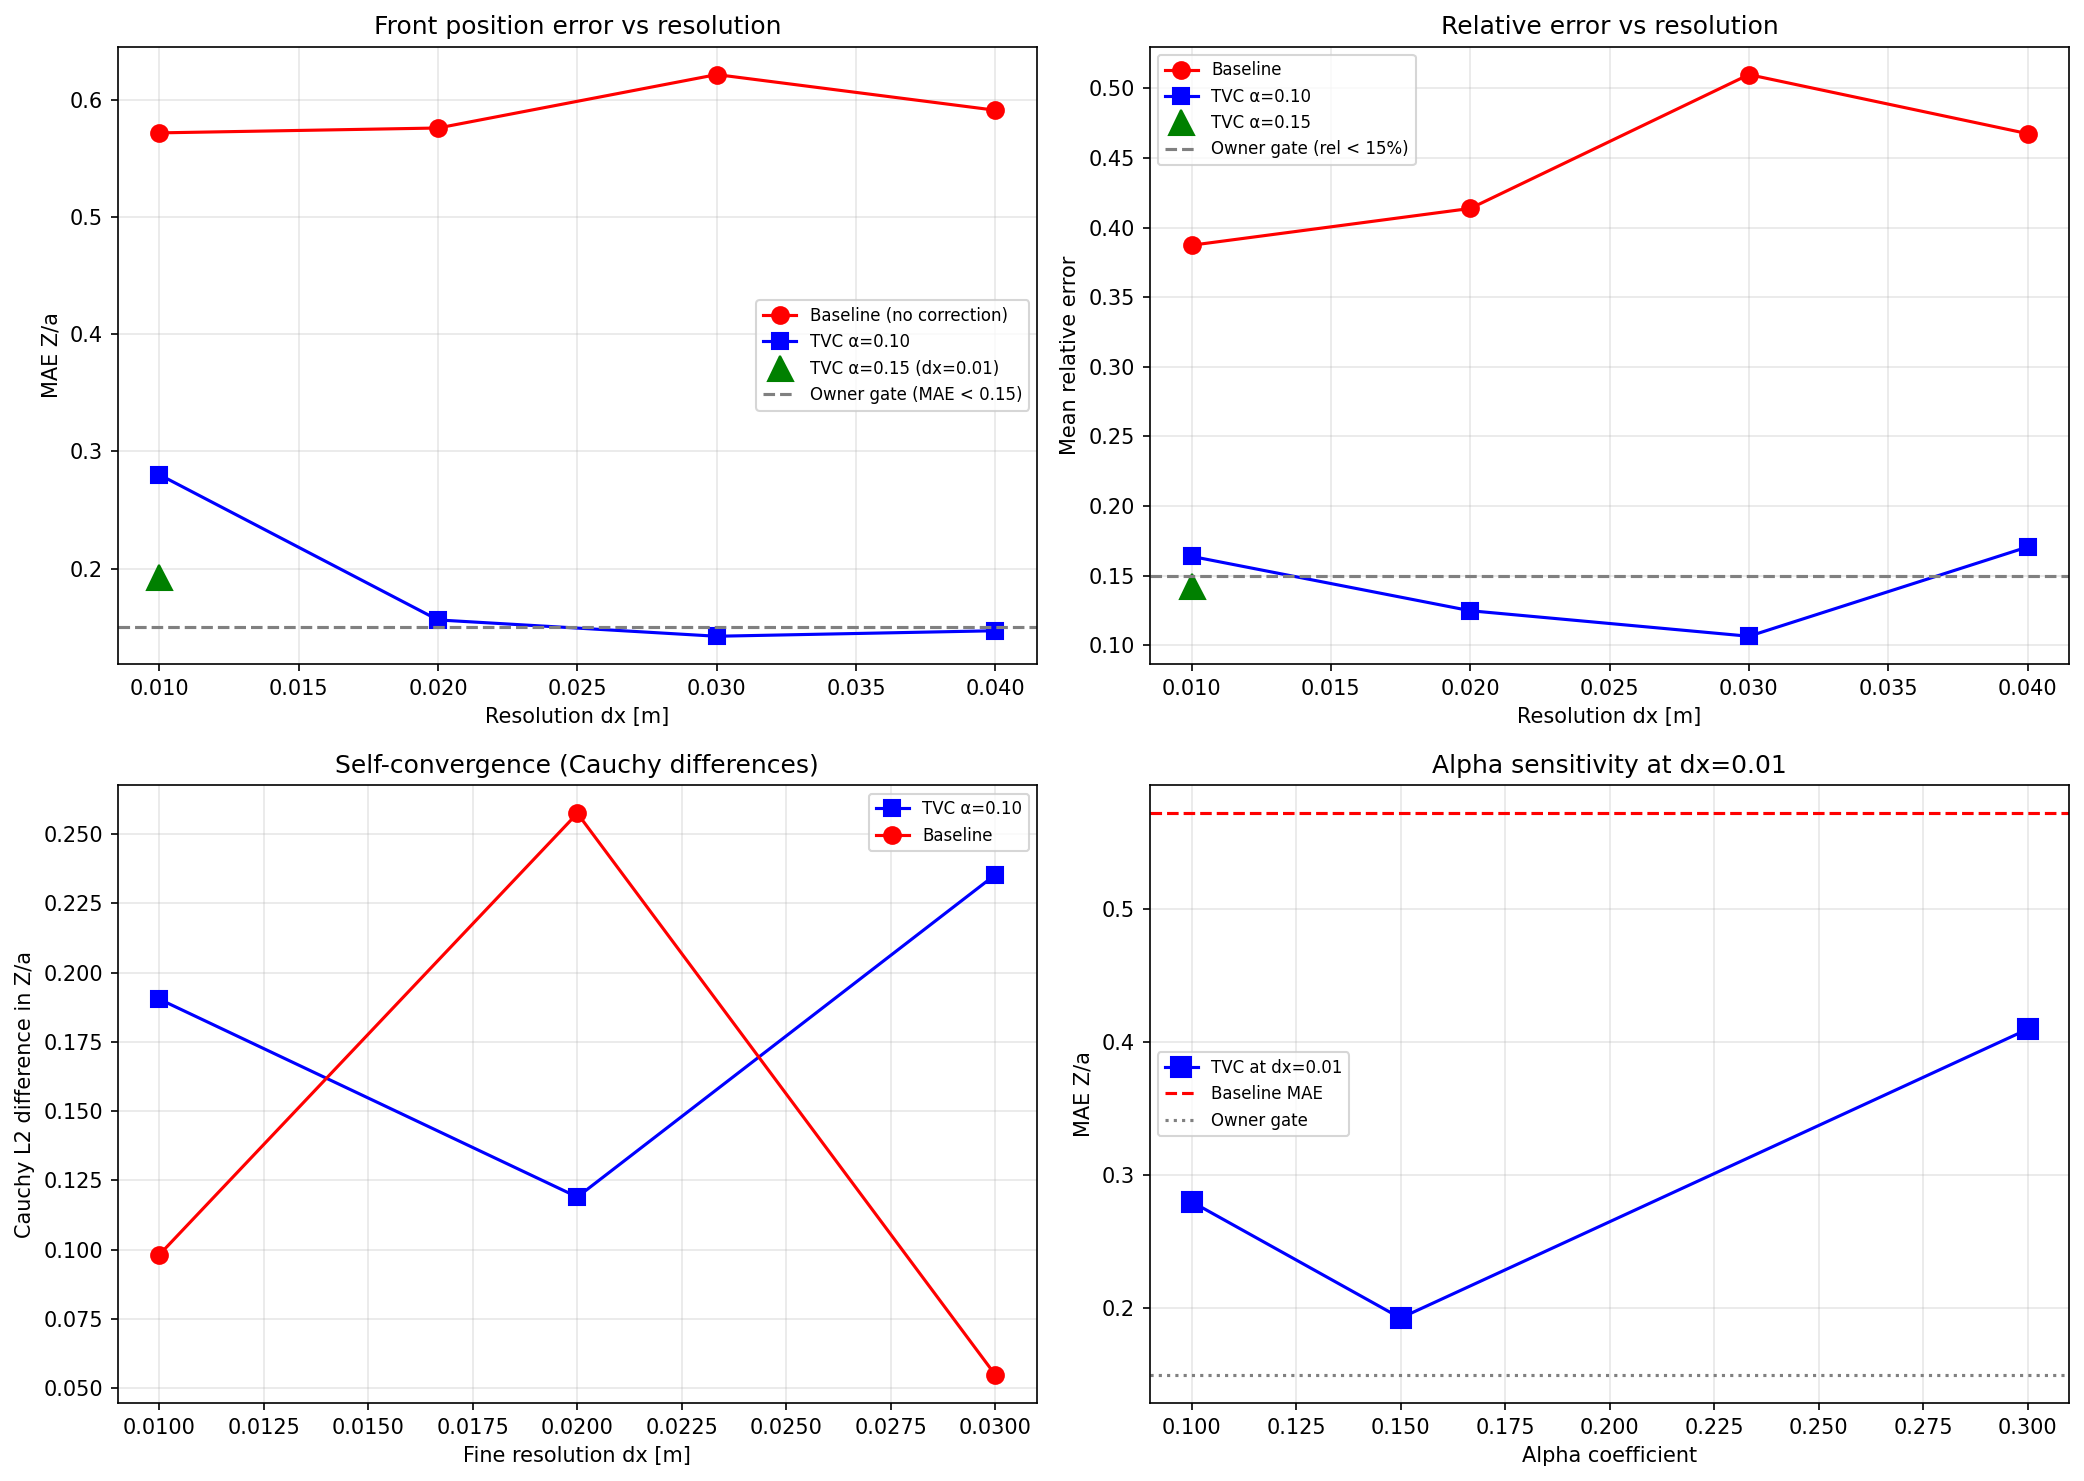 Front position error vs resolution
MAE Z/a
0.6
0.5
0.4
0.3
0.2
Baseline (no correction)
TVC α=0.10
TVC α=0.15 (dx=0.01)
Owner gate (MAE < 0.15)
0.010 0.015 0.020 0.025 0.030 0.035 0.040
Resolution dx [m]
Relative error vs resolution
Mean relative error
0.50
0.45
0.40
0.35
0.30
0.25
0.20
0.15
0.10
Baseline
TVC α=0.10
TVC α=0.15
Owner gate (rel < 15%)
0.010 0.015 0.020 0.025 0.030 0.035 0.040
Resolution dx [m]
Self-convergence (Cauchy differences)
Cauchy L2 difference in Z/a
0.250
0.225
0.200
0.175
0.150
0.125
0.100
0.075
0.050
TVC α=0.10
Baseline
0.0100 0.0125 0.0150 0.0175 0.0200 0.0225 0.0250 0.0275 0.0300
Fine resolution dx [m]
Alpha sensitivity at dx=0.01
MAE Z/a
0.5
0.4
0.3
0.2
TVC at dx=0.01
Baseline MAE
Owner gate
0.100 0.125 0.150 0.175 0.200 0.225 0.250 0.275 0.300
Alpha coefficient